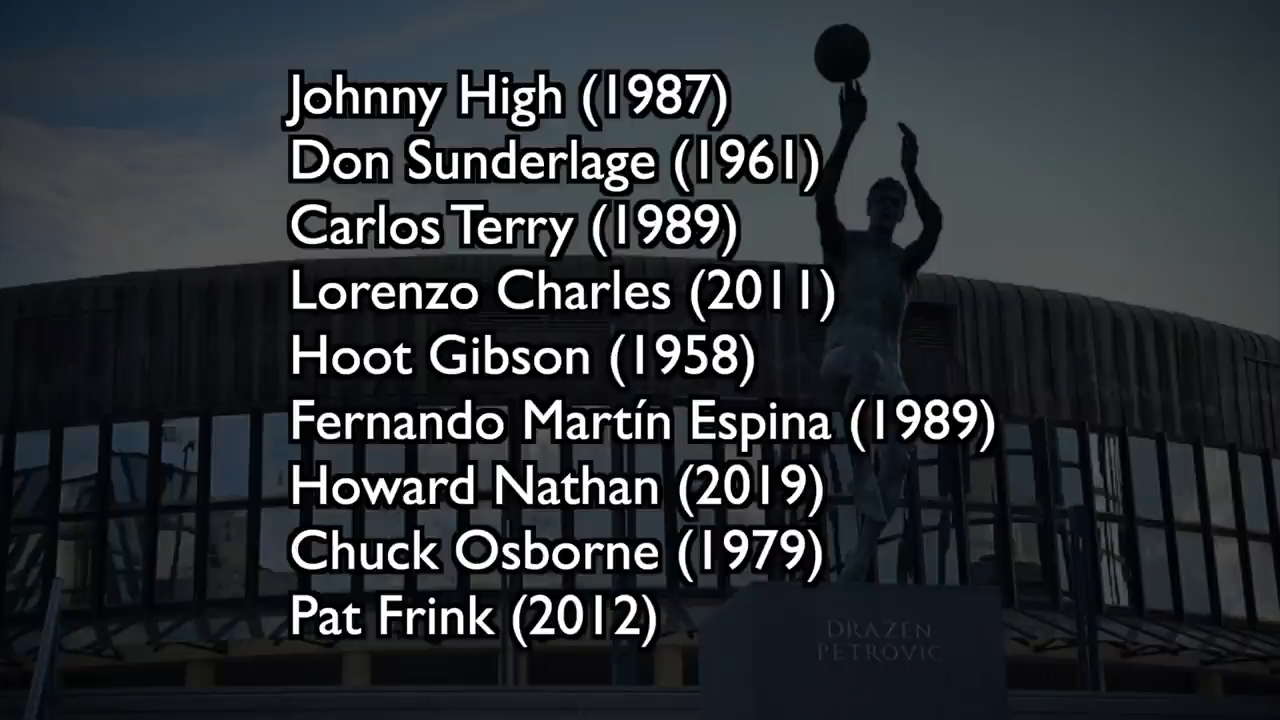 Johnny High (1987)
Don Sunderlage (1961)
Carlos Terry (1989)
Lorenzo Charles (2011)
Hoot Gibson (1958)
Fernando Martín Espina (1989)
Howard Nathan (2019)
Chuck Osborne (1979)
Pat Frink (2012)
DRAZEN
PETROVIC